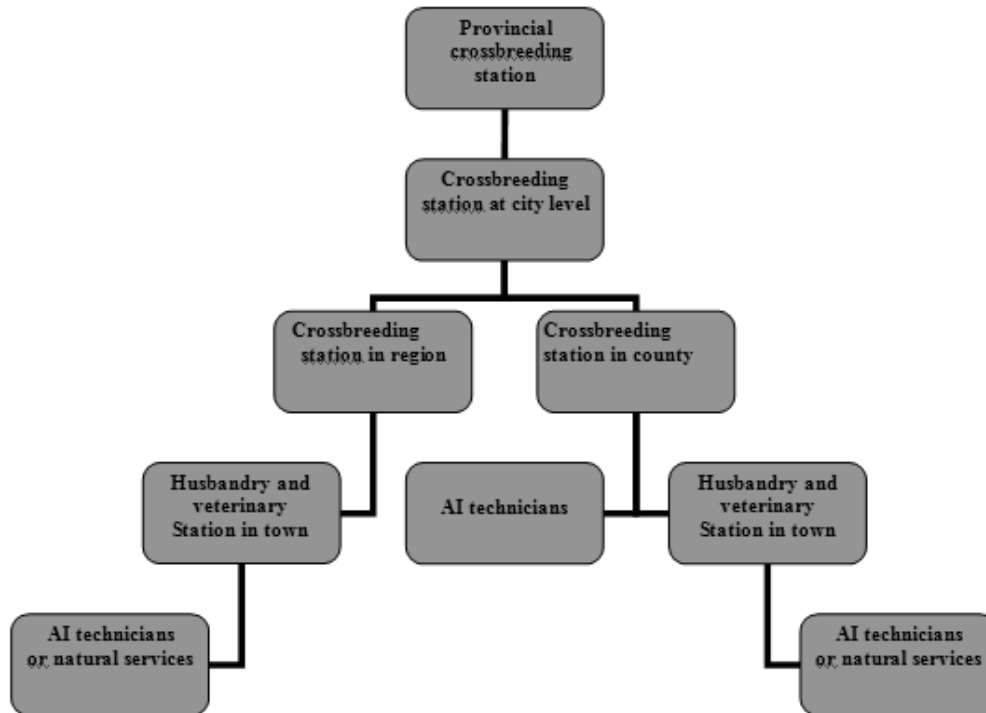 Provincial
crossbreeding
station
Crossbreeding
station at city level
Crossbreeding
station in region
Crossbreeding
station in county
Husbandry and
veterinary
Station in town
AI technicians
Husbandry and
veterinary
Station in town
AI technicians
or natural services
AI technicians
or natural services